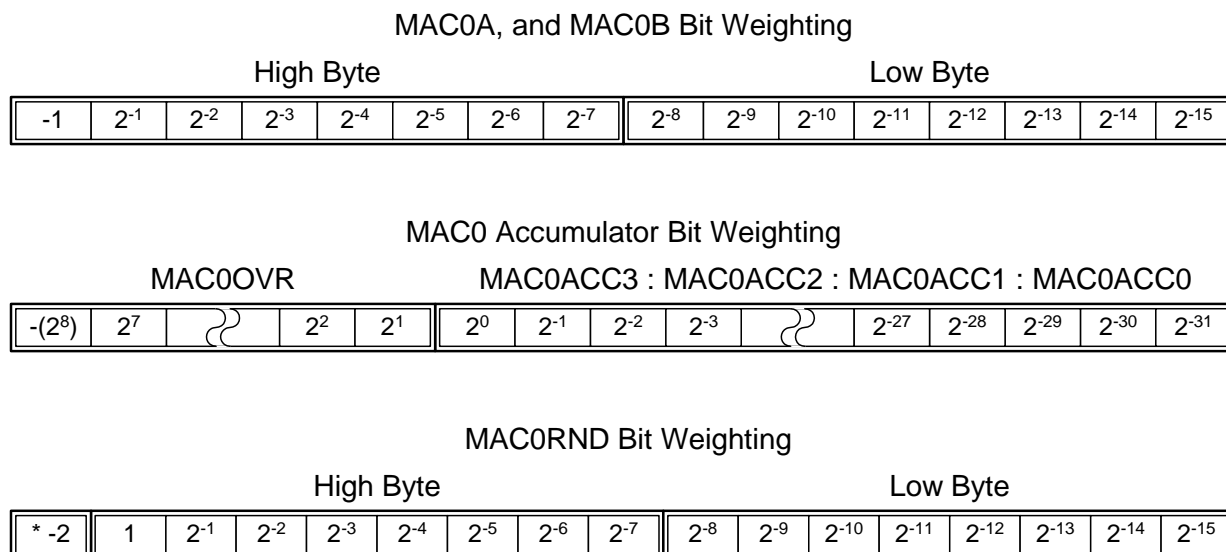 MAC0A, and MAC0B Bit Weighting
High Byte Low Byte
-1 2⁻¹ 2⁻² 2⁻³ 2⁻⁴ 2⁻⁵ 2⁻⁶ 2⁻⁷ 2⁻⁸ 2⁻⁹ 2⁻¹⁰ 2⁻¹¹ 2⁻¹² 2⁻¹³ 2⁻¹⁴ 2⁻¹⁵
MAC0 Accumulator Bit Weighting
MAC0OVR MAC0ACC3 : MAC0ACC2 : MAC0ACC1 : MAC0ACC0
-(2⁸) 2⁷ 2² 2¹ 2⁰ 2⁻¹ 2⁻² 2⁻³ 2⁻²⁷ 2⁻²⁸ 2⁻²⁹ 2⁻³⁰ 2⁻³¹
MAC0RND Bit Weighting
High Byte Low Byte
* -2 1 2⁻¹ 2⁻² 2⁻³ 2⁻⁴ 2⁻⁵ 2⁻⁶ 2⁻⁷ 2⁻⁸ 2⁻⁹ 2⁻¹⁰ 2⁻¹¹ 2⁻¹² 2⁻¹³ 2⁻¹⁴ 2⁻¹⁵